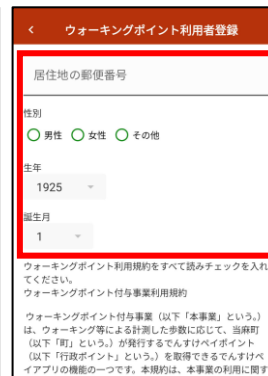 ウォーキングポイント利用者登録
居住地の郵便番号
性別
男性 女性 その他
生年
1925
誕生月
1
ウォーキングポイント利用規約をすべて読みチェックを入れ
てください。
ウォーキングポイント付与事業利用規約
ウォーキングポイント付与事業（以下「本事業」という。）
は、ウォーキング等による計測した歩数に応じて、当麻町
（以下「町」という。）が発行するでんすけペイポイント
（以下「行政ポイント」という。）を取得できるでんすけペ
イアプリの機能の一つです。本規約は、本事業の利用に関す